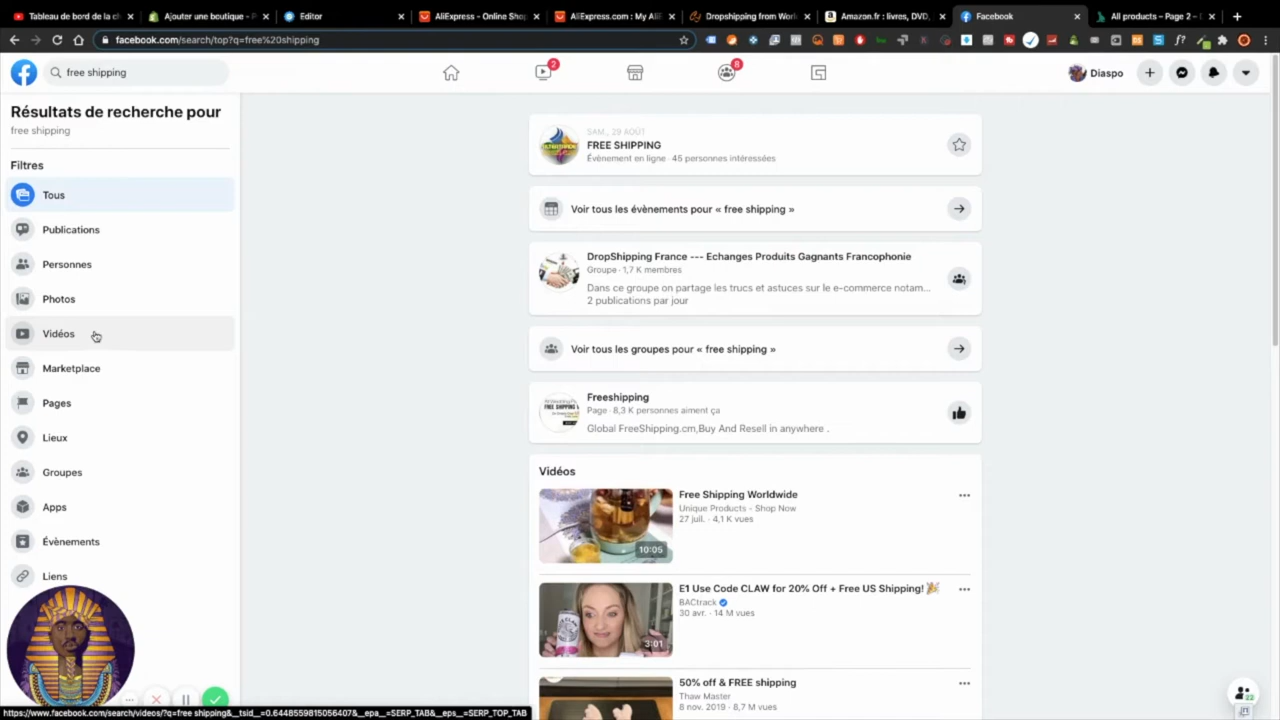 Tableau de bord de la ch
Ajouter une boutique - P
Editor
AliExpress - Online Shop
AliExpress.com : My Ali
Dropshipping from Worl
Amazon.fr : livres, DVD,
Facebook
All products – Page 2 – D
facebook.com/search/top?q=free%20shipping
free shipping
2
8
Diaspo
Résultats de recherche pour
free shipping
Filtres
Tous
Publications
Personnes
Photos
Vidéos
Marketplace
Pages
Lieux
Groupes
Apps
Évènements
Liens
SAM., 29 AOÛT
FREE SHIPPING
Évènement en ligne · 45 personnes intéressées
Voir tous les évènements pour « free shipping »
DropShipping France --- Echanges Produits Gagnants Francophonie
Groupe · 1,7 K membres
Dans ce groupe on partage les trucs et astuces sur le e-commerce notam...
2 publications par jour
Voir tous les groupes pour « free shipping »
Freeshipping
Page · 8,3 K personnes aiment ça
Global FreeShipping.cm,Buy And Resell in anywhere .
Vidéos
Free Shipping Worldwide
Unique Products - Shop Now
27 juil. · 4,1 K vues
10:05
E1 Use Code CLAW for 20% Off + Free US Shipping! 🎉
BACtrack
30 avr. · 14 M vues
3:01
50% off & FREE shipping
Thaw Master
8 nov. 2019 · 8,7 M vues
https://www.facebook.com/search/videos/?q=free shipping&__tsid__=0.6448559815056407&__epa__=SERP_TAB&__eps__=SERP_TOP_TAB